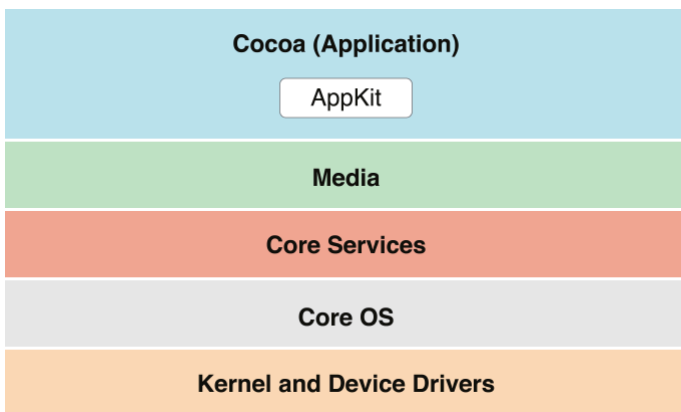 Cocoa (Application)
AppKit
Media
Core Services
Core OS
Kernel and Device Drivers